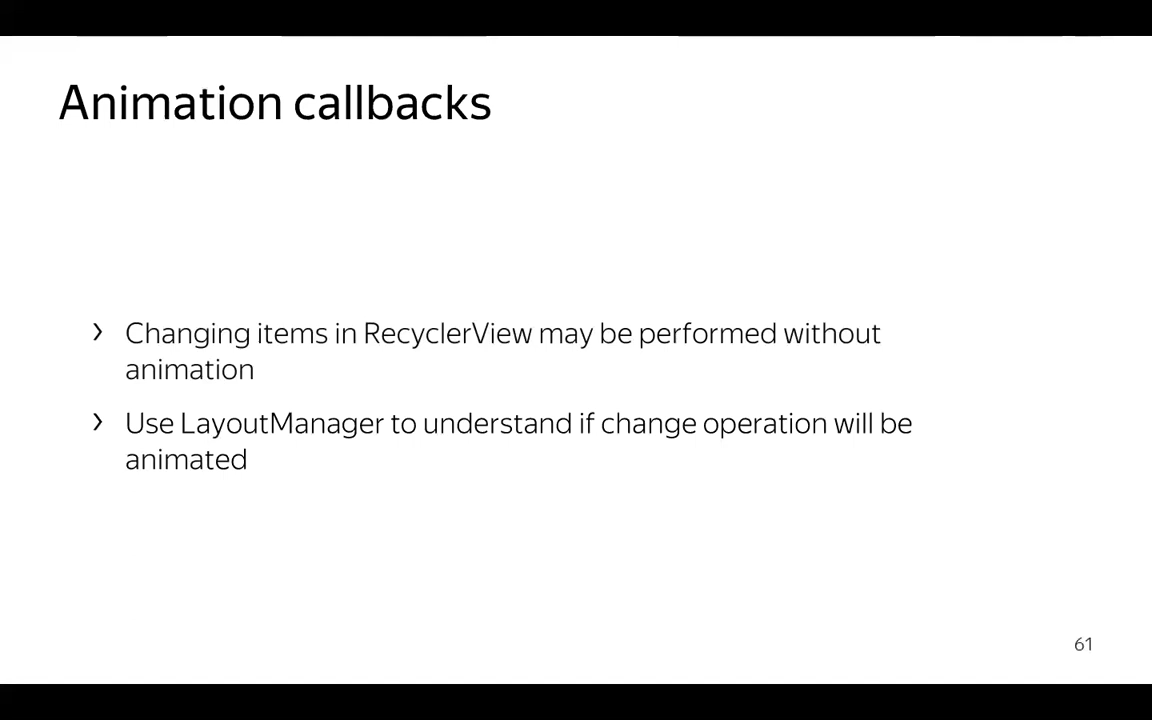 Animation callbacks
› Changing items in RecyclerView may be performed without
animation
› Use LayoutManager to understand if change operation will be
animated
61